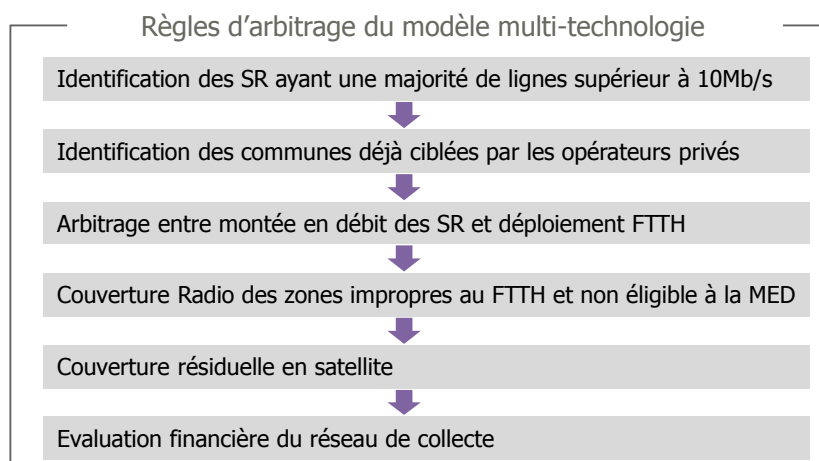 Règles d'arbitrage du modèle multi-technologie
Identification des SR ayant une majorité de lignes supérieur à 10Mb/s
Identification des communes déjà ciblées par les opérateurs privés
Arbitrage entre montée en débit des SR et déploiement FTTH
Couverture Radio des zones impropres au FTTH et non éligible à la MED
Couverture résiduelle en satellite
Evaluation financière du réseau de collecte